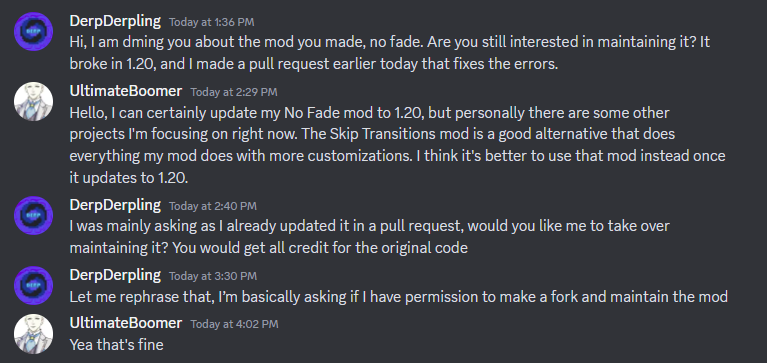 DerpDerpling Today at 1:36 PM
Hi, I am dming you about the mod you made, no fade. Are you still interested in maintaining it? It
broke in 1.20, and I made a pull request earlier today that fixes the errors.
UltimateBoomer Today at 2:29 PM
Hello, I can certainly update my No Fade mod to 1.20, but personally there are some other
projects I'm focusing on right now. The Skip Transitions mod is a good alternative that does
everything my mod does with more customizations. I think it's better to use that mod instead once
it updates to 1.20.
DerpDerpling Today at 2:40 PM
I was mainly asking as I already updated it in a pull request, would you like me to take over
maintaining it? You would get all credit for the original code
DerpDerpling Today at 3:30 PM
Let me rephrase that, I'm basically asking if I have permission to make a fork and maintain the mod
UltimateBoomer Today at 4:02 PM
Yea that's fine